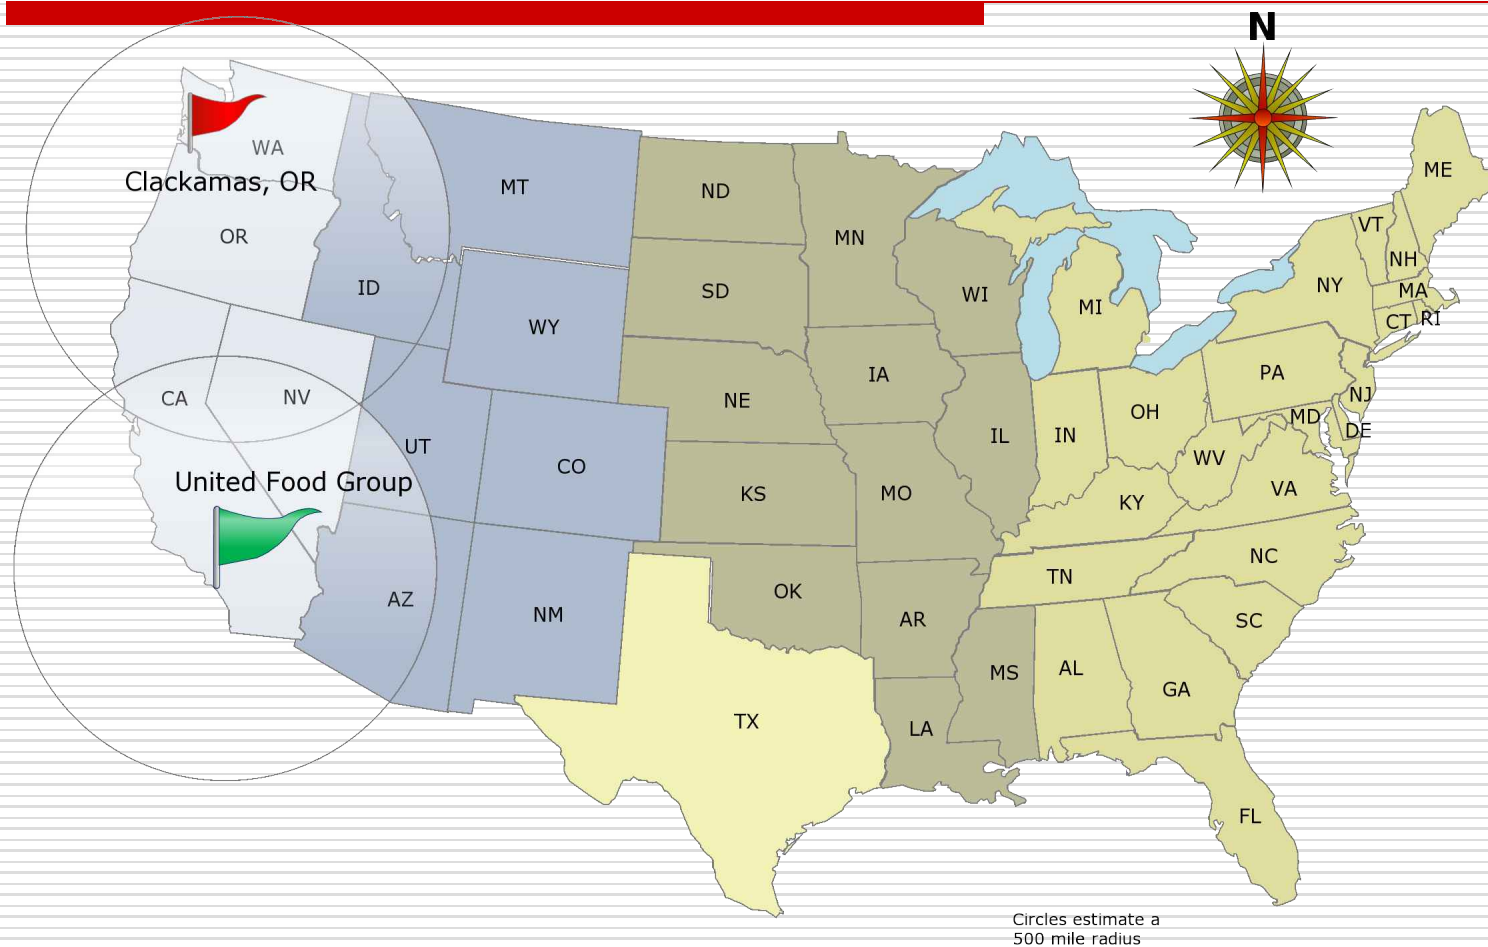 N
WA
Clackamas, OR
OR
MT
ND
MN
ID
WY
SD
WI
MI
ME
VT
NH
NY
MA
CT
RI
CA
NV
UT
CO
NE
IA
IL
IN
OH
PA
NJ
MD
DE
WV
VA
KS
MO
KY
United Food Group
AZ
NM
OK
AR
TN
NC
SC
TX
LA
MS
AL
GA
FL
Circles estimate a
500 mile radius